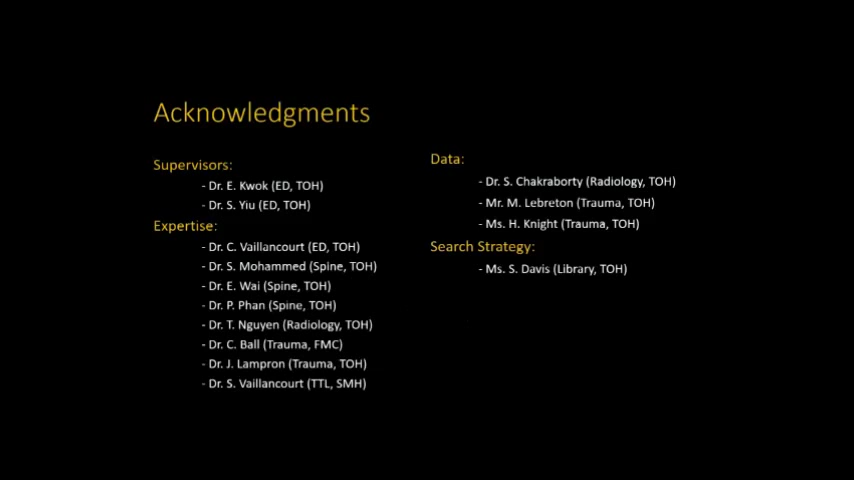 Acknowledgments
Supervisors:
- Dr. E. Kwok (ED, TOH)
- Dr. S. Yiu (ED, TOH)
Expertise:
- Dr. C. Vaillancourt (ED, TOH)
- Dr. S. Mohammed (Spine, TOH)
- Dr. E. Wai (Spine, TOH)
- Dr. P. Phan (Spine, TOH)
- Dr. T. Nguyen (Radiology, TOH)
- Dr. C. Ball (Trauma, FMC)
- Dr. J. Lampron (Trauma, TOH)
- Dr. S. Vaillancourt (TTL, SMH)
Data:
- Dr. S. Chakraborty (Radiology, TOH)
- Mr. M. Lebreton (Trauma, TOH)
- Ms. H. Knight (Trauma, TOH)
Search Strategy:
- Ms. S. Davis (Library, TOH)